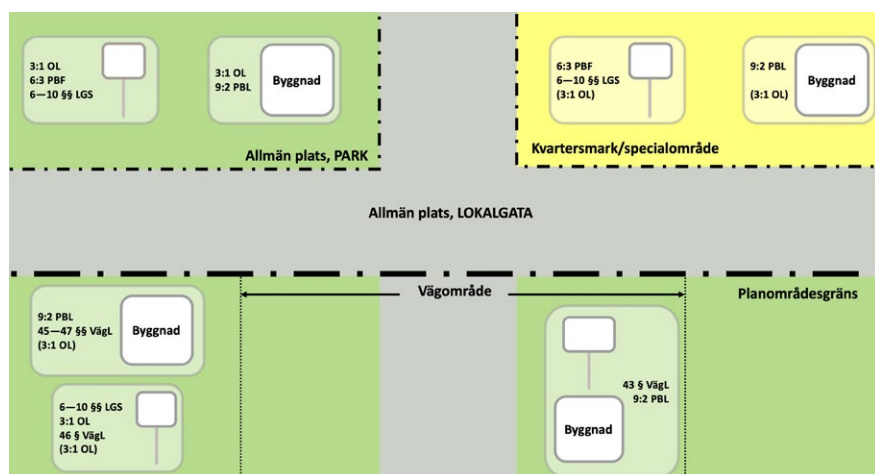 3:1 OL
6:3 PBF
6—10 §§ LGS
3:1 OL
9:2 PBL
Byggnad
Allmän plats, PARK
6:3 PBF
6—10 §§ LGS
(3:1 OL)
9:2 PBL
(3:1 OL)
Byggnad
Kvartersmark/specialområde
Allmän plats, LOKALGATA
Vägområde
Planområdesgräns
9:2 PBL
45—47 §§ VägL
(3:1 OL)
Byggnad
6—10 §§ LGS
3:1 OL
46 § VägL
(3:1 OL)
43 § VägL
9:2 PBL
Byggnad